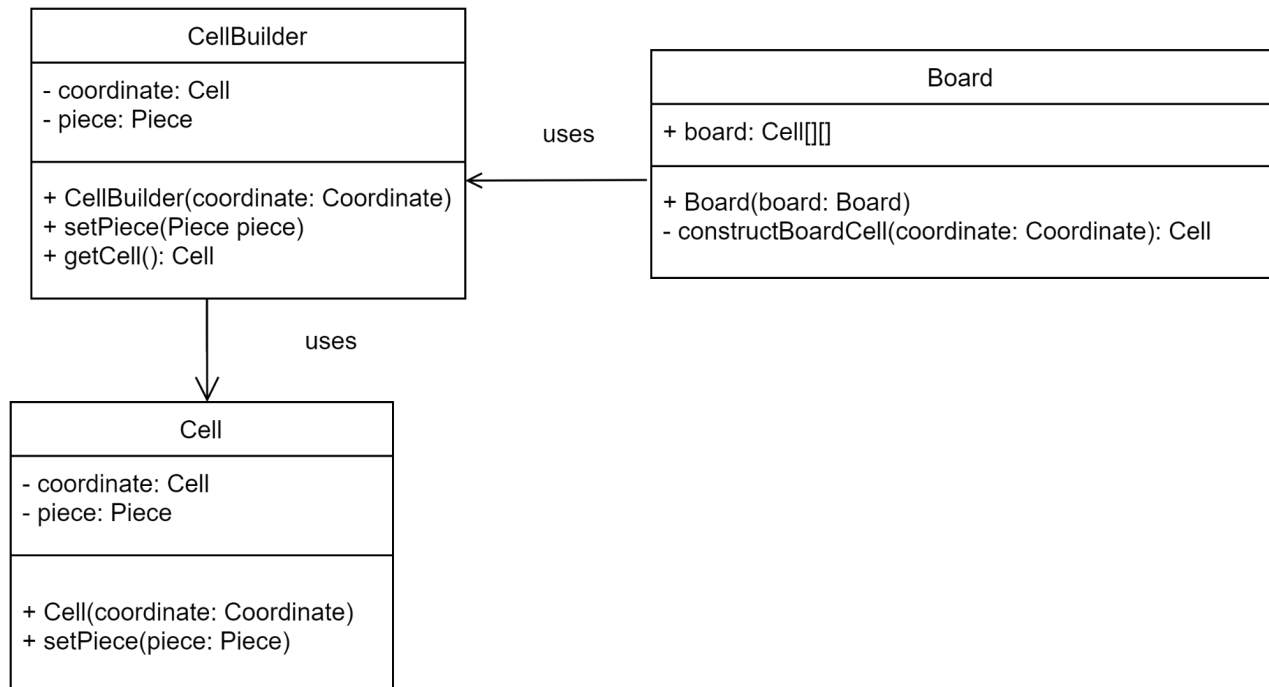 CellBuilder
- coordinate: Cell
- piece: Piece
+ CellBuilder(coordinate: Coordinate)
+ setPiece(Piece piece)
+ getCell(): Cell
uses
Board
+ board: Cell[][]
+ Board(board: Board)
- constructBoardCell(coordinate: Coordinate): Cell
uses
Cell
- coordinate: Cell
- piece: Piece
+ Cell(coordinate: Coordinate)
+ setPiece(piece: Piece)